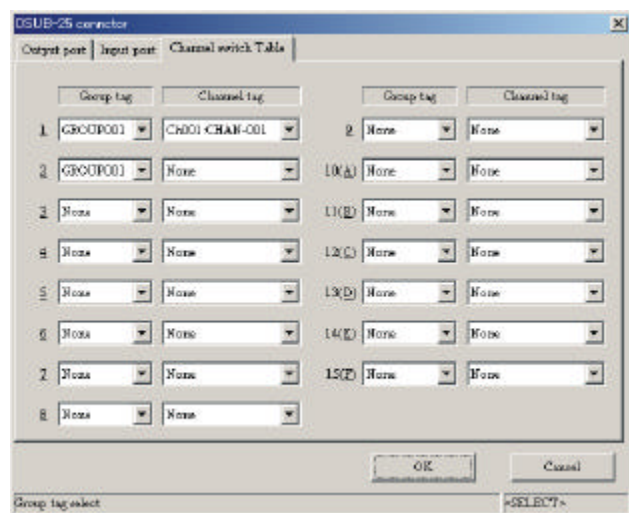 DSUB-25 connctor
Output port Input port Channel switch Table
Group tag Channel tag Group tag Channel tag
1 GROUP001 Ch001:CHAN-001 9 None None
2 GROUP001 None 10(A) None None
3 None None 11(B) None None
4 None None 12(C) None None
5 None None 13(D) None None
6 None None 14(E) None None
7 None None 15(F) None None
8 None None
OK Cancel
Group tag select <SELECT>